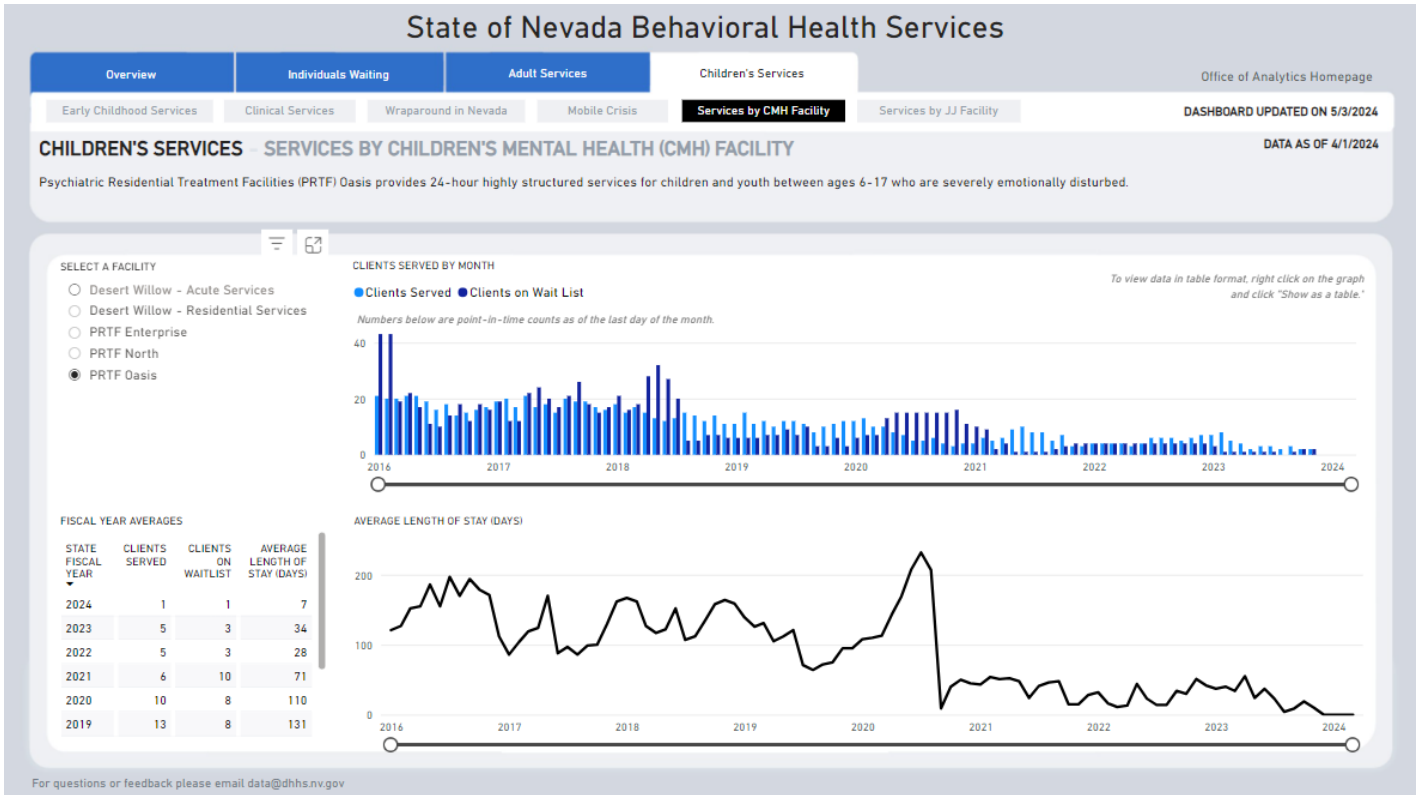 State of Nevada Behavioral Health Services
Overview
Individuals Waiting
Adult Services
Children's Services
Office of Analytics Homepage
Early Childhood Services
Clinical Services
Wraparound in Nevada
Mobile Crisis
Services by CMH Facility
Services by JJ Facility
DASHBOARD UPDATED ON 5/3/2024
CHILDREN'S SERVICES - SERVICES BY CHILDREN'S MENTAL HEALTH (CMH) FACILITY
DATA AS OF 4/1/2024
Psychiatric Residential Treatment Facilities (PRTF) Oasis provides 24-hour highly structured services for children and youth between ages 6-17 who are severely emotionally disturbed.
SELECT A FACILITY
Desert Willow - Acute Services
Desert Willow - Residential Services
PRTF Enterprise
PRTF North
PRTF Oasis
CLIENTS SERVED BY MONTH
Clients Served Clients on Wait List
To view data in table format, right click on the graph
and click "Show as a table."
Numbers below are point-in-time counts as of the last day of the month.
40
20
0
2016 2017 2018 2019 2020 2021 2022 2023 2024
FISCAL YEAR AVERAGES
STATE FISCAL YEAR CLIENTS SERVED CLIENTS ON WAITLIST AVERAGE LENGTH OF STAY (DAYS)
2024 1 1 7
2023 5 3 34
2022 5 3 28
2021 6 10 71
2020 10 8 110
2019 13 8 131
AVERAGE LENGTH OF STAY (DAYS)
200
100
0
2016 2017 2018 2019 2020 2021 2022 2023 2024
For questions or feedback please email data@dhhs.nv.gov